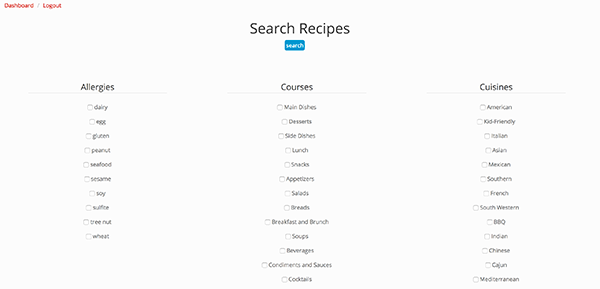 Dashboard / Logout
Search Recipes
search
Allergies
dairy
egg
gluten
peanut
seafood
sesame
soy
sulfite
tree nut
wheat
Courses
Main Dishes
Desserts
Side Dishes
Lunch
Snacks
Appetizers
Salads
Breads
Breakfast and Brunch
Soups
Beverages
Condiments and Sauces
Cocktails
Cuisines
American
Kid-Friendly
Italian
Asian
Mexican
Southern
French
South Western
BBQ
Indian
Chinese
Cajun
Mediterranean